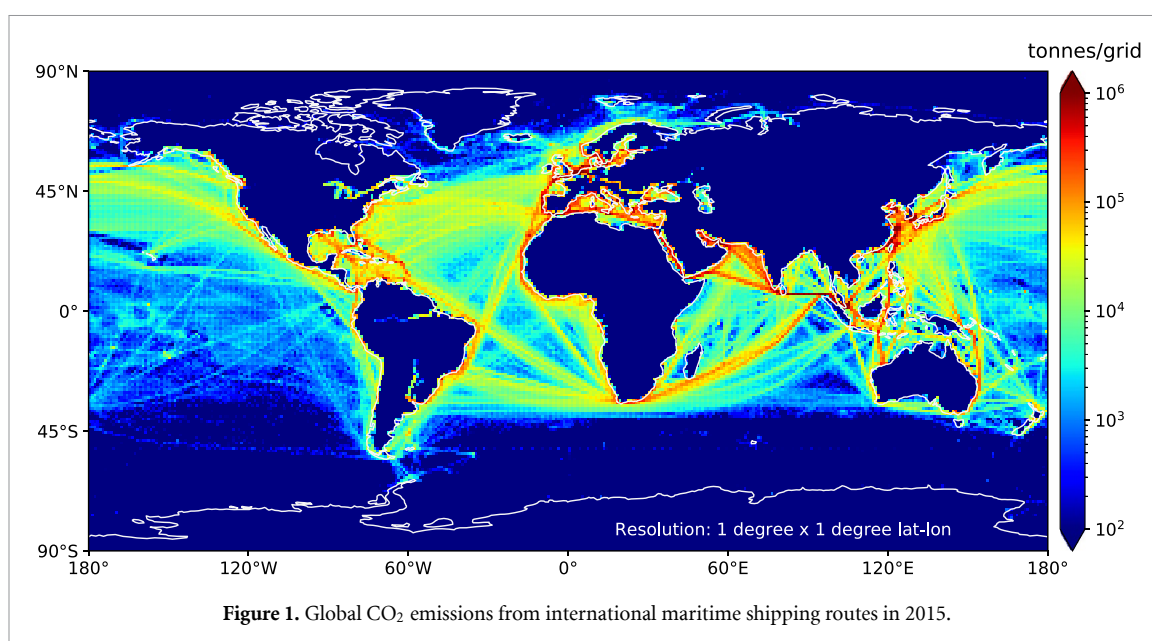 tonnes/grid
90°N
45°N
0°
45°S
90°S
180°
120°W
60°W
0°
60°E
120°E
180°
10⁶
10⁵
10⁴
10³
10²
Resolution: 1 degree x 1 degree lat-lon
Figure 1. Global CO₂ emissions from international maritime shipping routes in 2015.